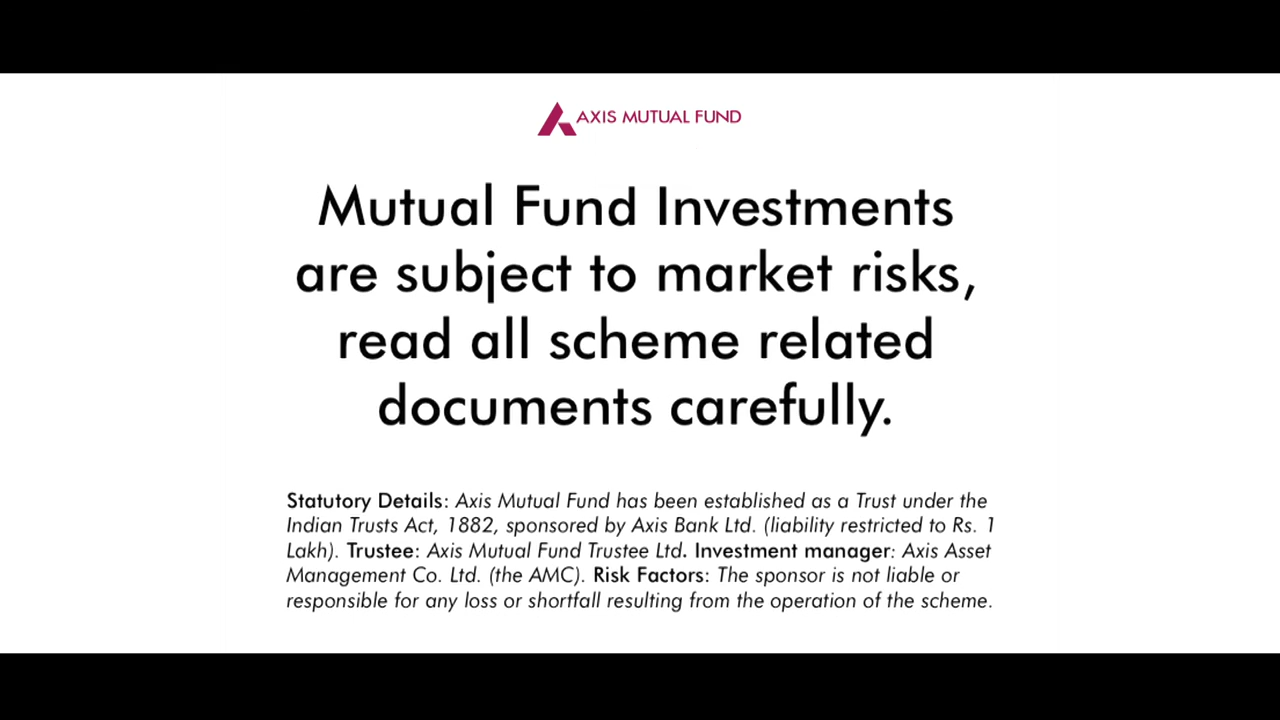 AXIS MUTUAL FUND
Mutual Fund Investments
are subject to market risks,
read all scheme related
documents carefully.
Statutory Details: Axis Mutual Fund has been established as a Trust under the
Indian Trusts Act, 1882, sponsored by Axis Bank Ltd. (liability restricted to Rs. 1
Lakh). Trustee: Axis Mutual Fund Trustee Ltd. Investment manager: Axis Asset
Management Co. Ltd. (the AMC). Risk Factors: The sponsor is not liable or
responsible for any loss or shortfall resulting from the operation of the scheme.